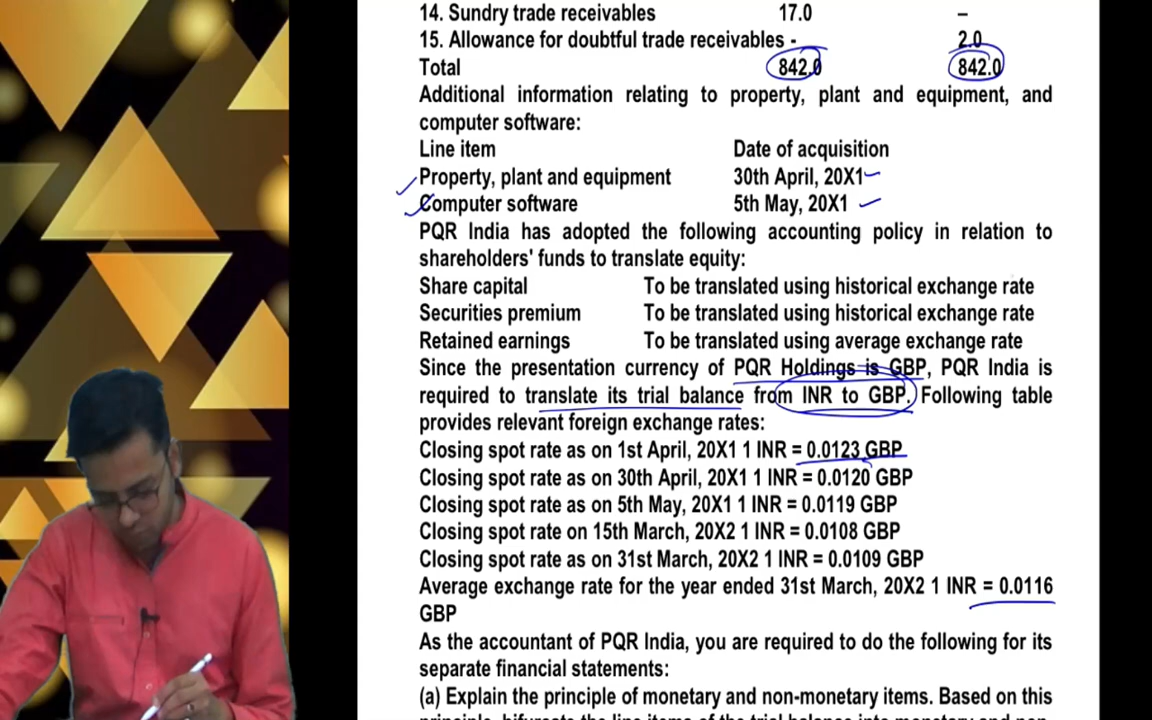 14. Sundry trade receivables 17.0 –
15. Allowance for doubtful trade receivables - 2.0
Total 842.0 842.0
Additional information relating to property, plant and equipment, and
computer software:
Line item Date of acquisition
Property, plant and equipment 30th April, 20X1
Computer software 5th May, 20X1
PQR India has adopted the following accounting policy in relation to
shareholders' funds to translate equity:
Share capital To be translated using historical exchange rate
Securities premium To be translated using historical exchange rate
Retained earnings To be translated using average exchange rate
Since the presentation currency of PQR Holdings is GBP, PQR India is
required to translate its trial balance from INR to GBP. Following table
provides relevant foreign exchange rates:
Closing spot rate as on 1st April, 20X1 1 INR = 0.0123 GBP
Closing spot rate as on 30th April, 20X1 1 INR = 0.0120 GBP
Closing spot rate as on 5th May, 20X1 1 INR = 0.0119 GBP
Closing spot rate on 15th March, 20X2 1 INR = 0.0108 GBP
Closing spot rate as on 31st March, 20X2 1 INR = 0.0109 GBP
Average exchange rate for the year ended 31st March, 20X2 1 INR = 0.0116
GBP
As the accountant of PQR India, you are required to do the following for its
separate financial statements:
(a) Explain the principle of monetary and non-monetary items. Based on this